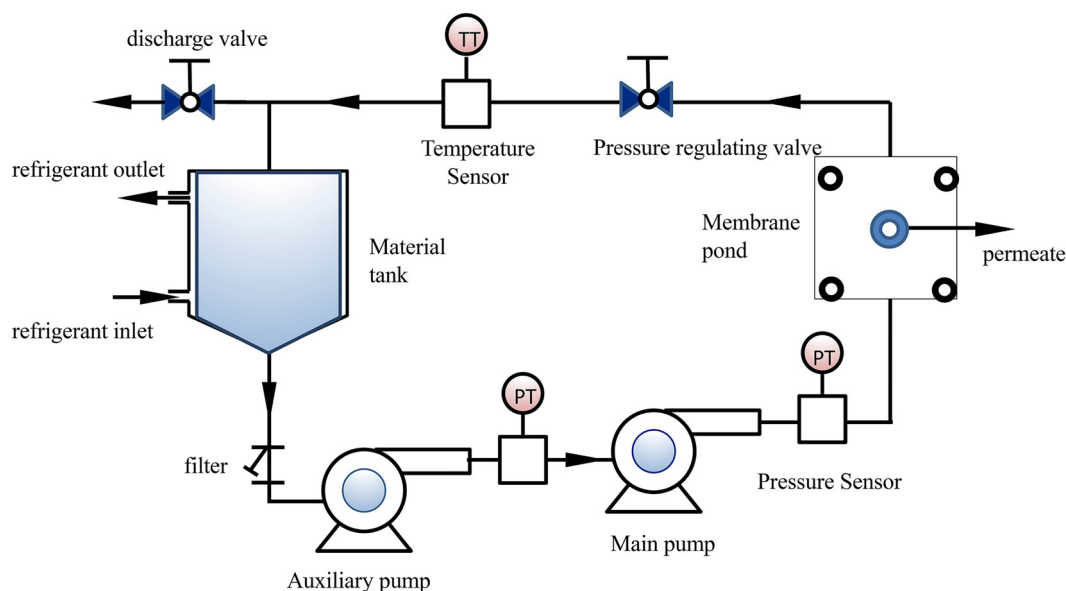 discharge valve
TT
Temperature
Sensor
Pressure regulating valve
refrigerant outlet
Material
tank
Membrane
pond
permeate
refrigerant inlet
PT
PT
filter
Pressure Sensor
Main pump
Auxiliary pump